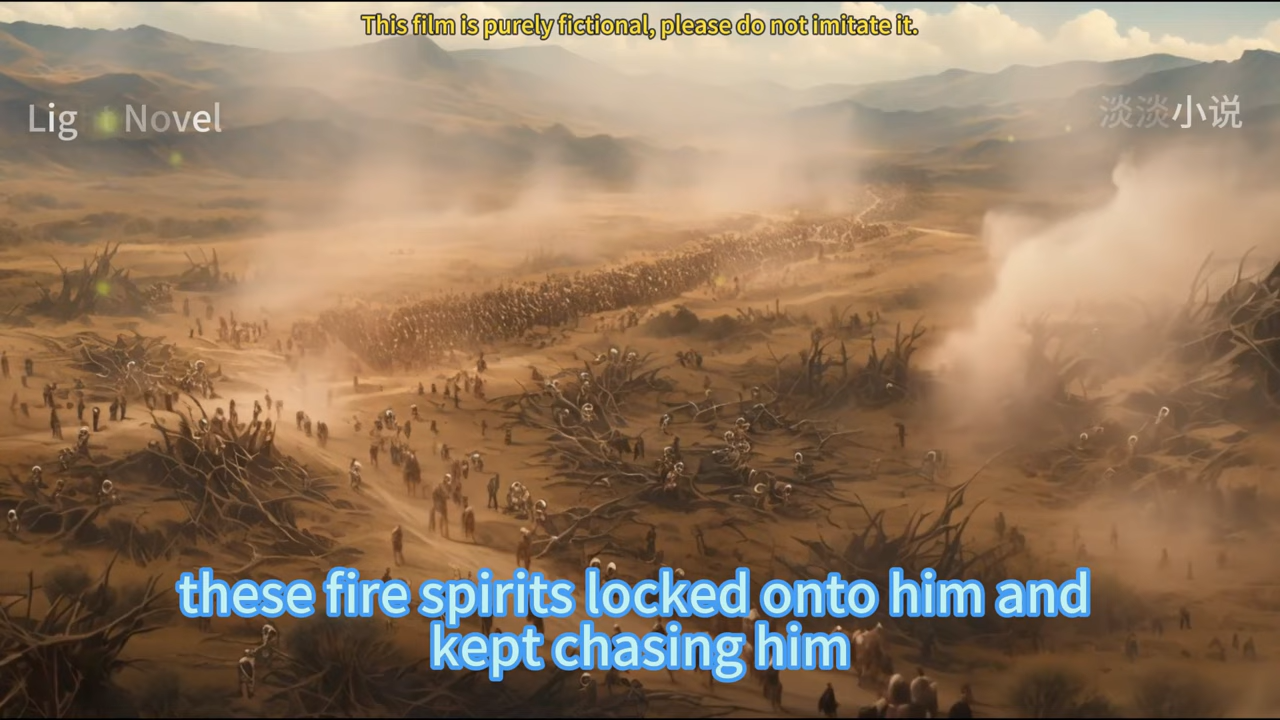 This film is purely fictional, please do not imitate it.
Light Novel
淡淡小说
these fire spirits locked onto him and
kept chasing him